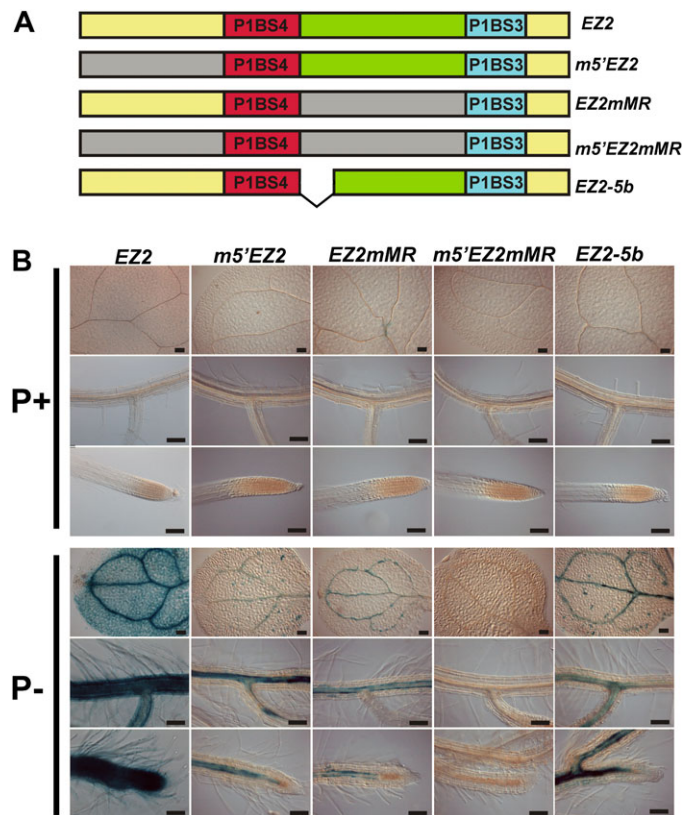 A
P1BS4 P1BS3 EZ2
P1BS4 P1BS3 m5'EZ2
P1BS4 P1BS3 EZ2mMR
P1BS4 P1BS3 m5'EZ2mMR
P1BS4 P1BS3 EZ2-5b
B
EZ2 m5'EZ2 EZ2mMR m5'EZ2mMR EZ2-5b
P+
P-